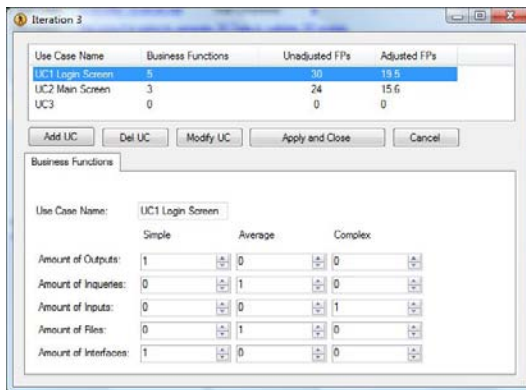 Iteration 3
Use Case Name Business Functions Unadjusted FPs Adjusted FPs
UC1 Login Screen 5 30 19.5
UC2 Main Screen 3 24 15.6
UC3 0 0 0
Add UC Del UC Modify UC Apply and Close Cancel
Business Functions
Use Case Name: UC1 Login Screen
Simple Average Complex
Amount of Outputs: 1 0 0
Amount of Inqueries: 0 1 0
Amount of Inputs: 0 0 1
Amount of Files: 0 1 0
Amount of Interfaces: 1 0 0